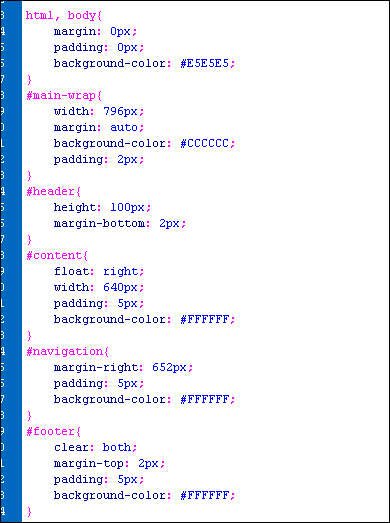 html, body{
margin: 0px;
padding: 0px;
background-color: #E5E5E5;
}
#main-wrap{
width: 796px;
margin: auto;
background-color: #CCCCCC;
padding: 2px;
}
#header{
height: 100px;
margin-bottom: 2px;
}
#content{
float: right;
width: 640px;
padding: 5px;
background-color: #FFFFFF;
}
#navigation{
margin-right: 652px;
padding: 5px;
background-color: #FFFFFF;
}
#footer{
clear: both;
margin-top: 2px;
padding: 5px;
background-color: #FFFFFF;
}